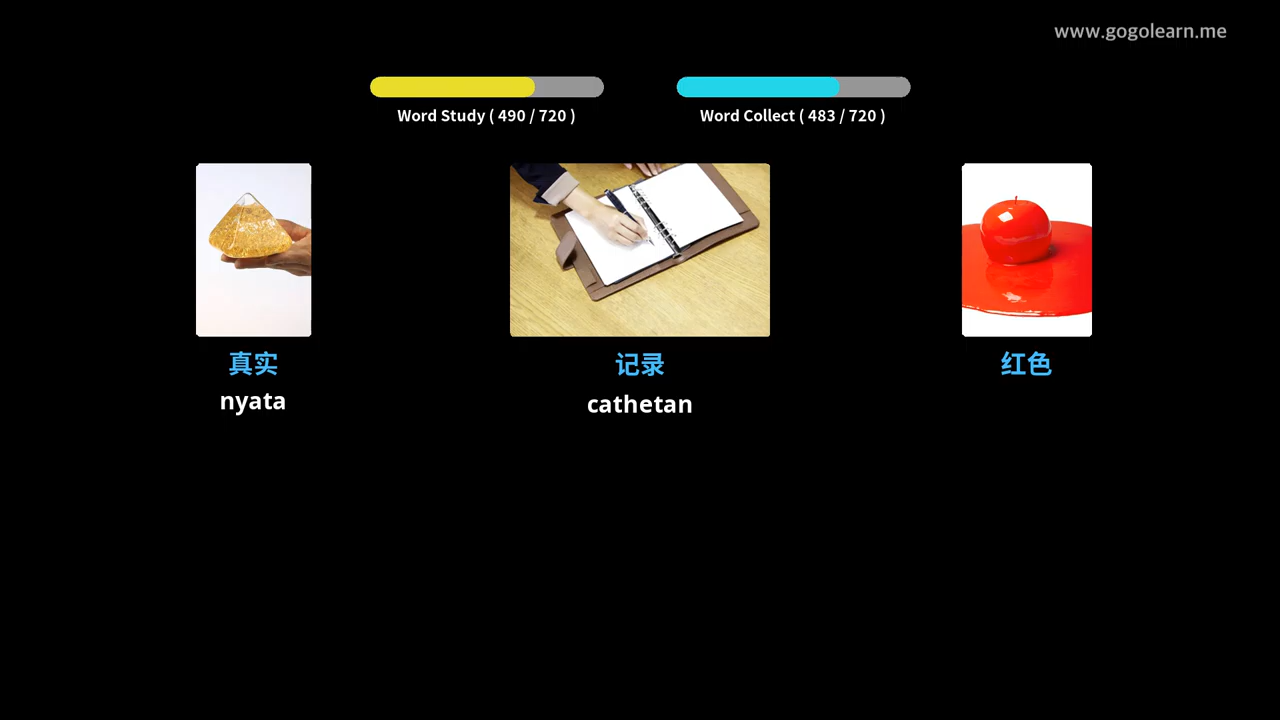 www.gogolearn.me
Word Study ( 490 / 720 )
Word Collect ( 483 / 720 )
真实
nyata
记录
cathetan
红色